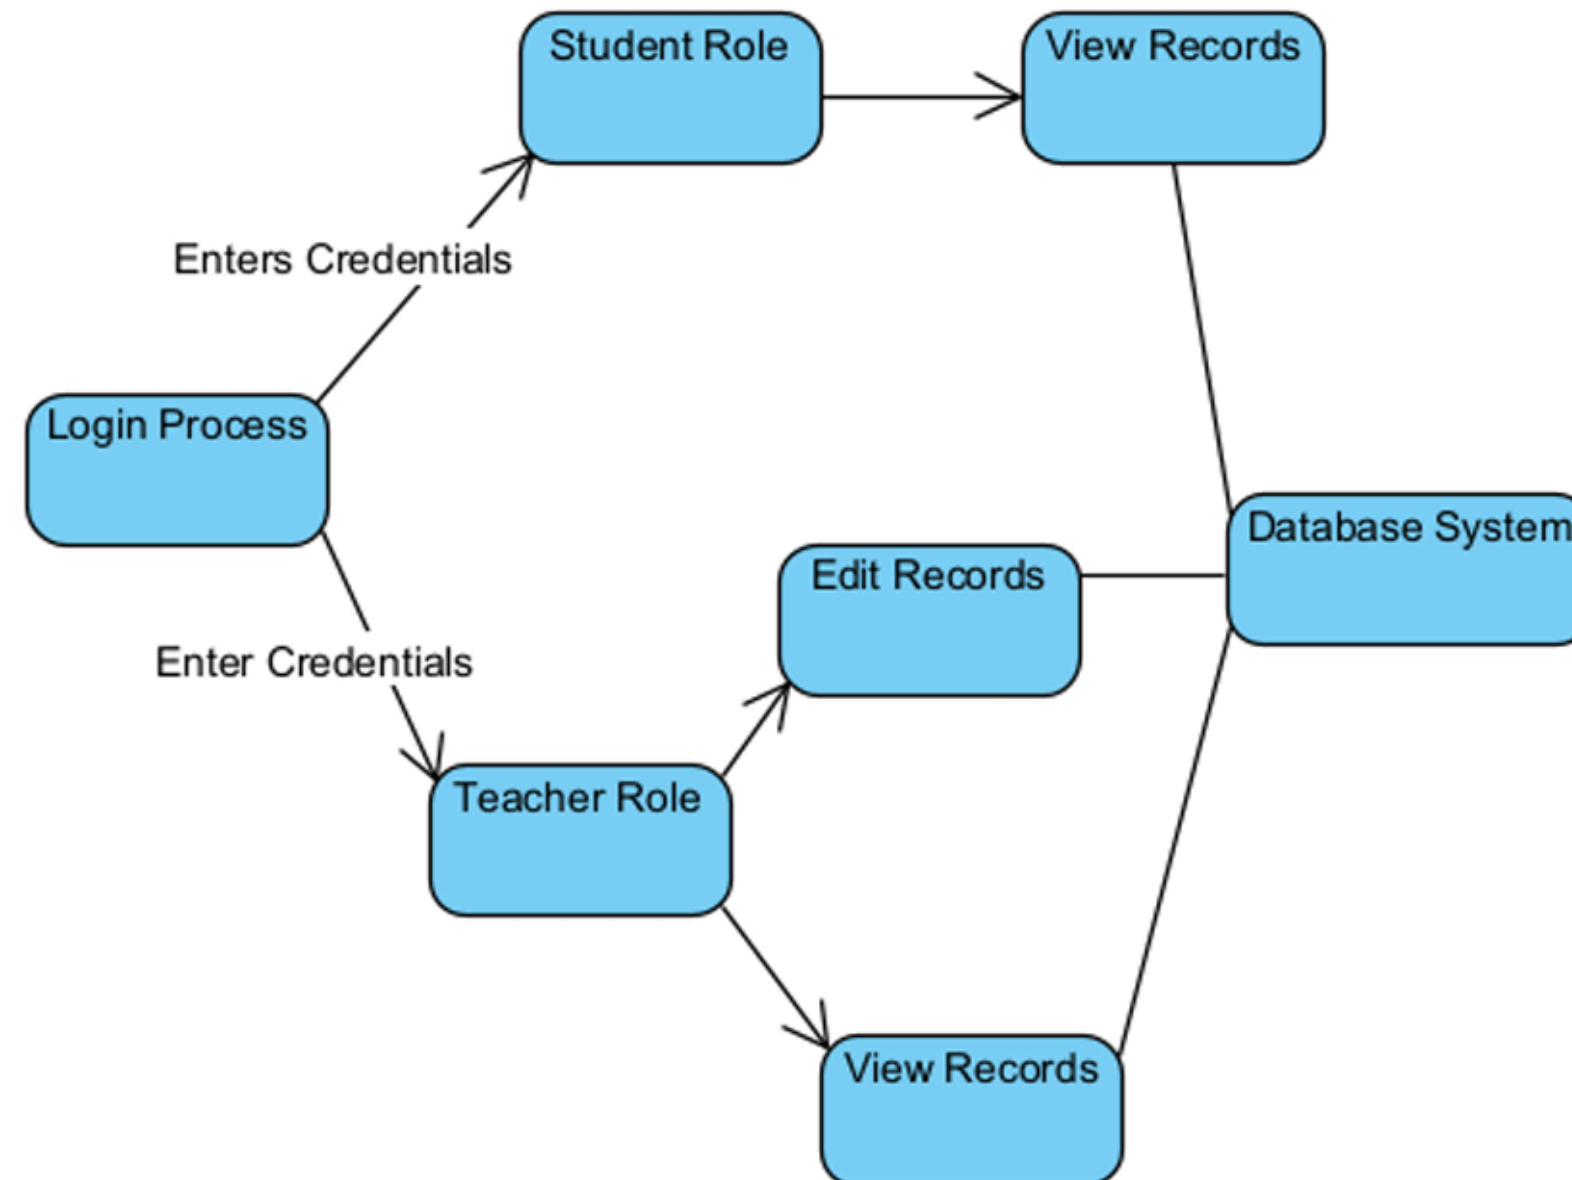 Student Role
View Records
Enters Credentials
Login Process
Database System
Edit Records
Enter Credentials
Teacher Role
View Records